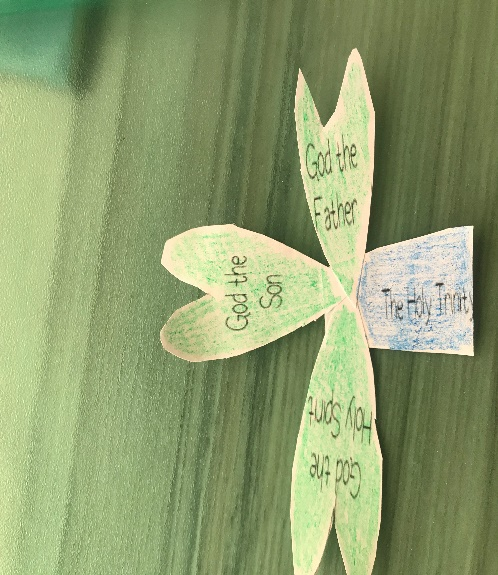 God the
Father
God the
Son
God the
Holy Spirit
The Holy Trinity